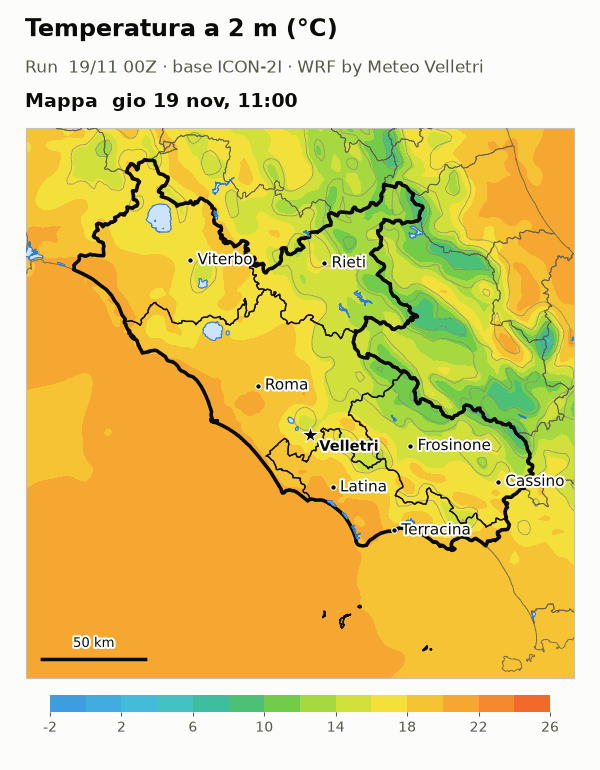 Temperatura a 2 m (°C)
Run  19/11 00Z · base ICON-2I · WRF by Meteo Velletri
Mappa  gio 19 nov, 11:00
Viterbo
Rieti
Roma
Velletri
Frosinone
Cassino
Latina
Terracina
50 km
-2 2 6 10 14 18 22 26